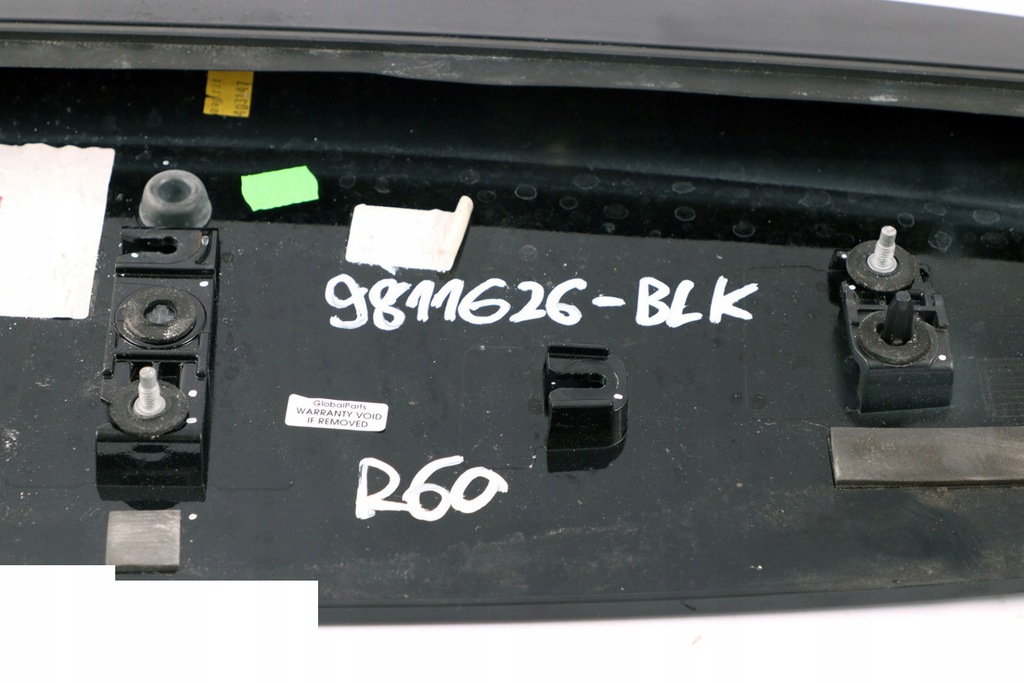 9811626-BLK
GlobalParts
WARRANTY VOID
IF REMOVED
R60